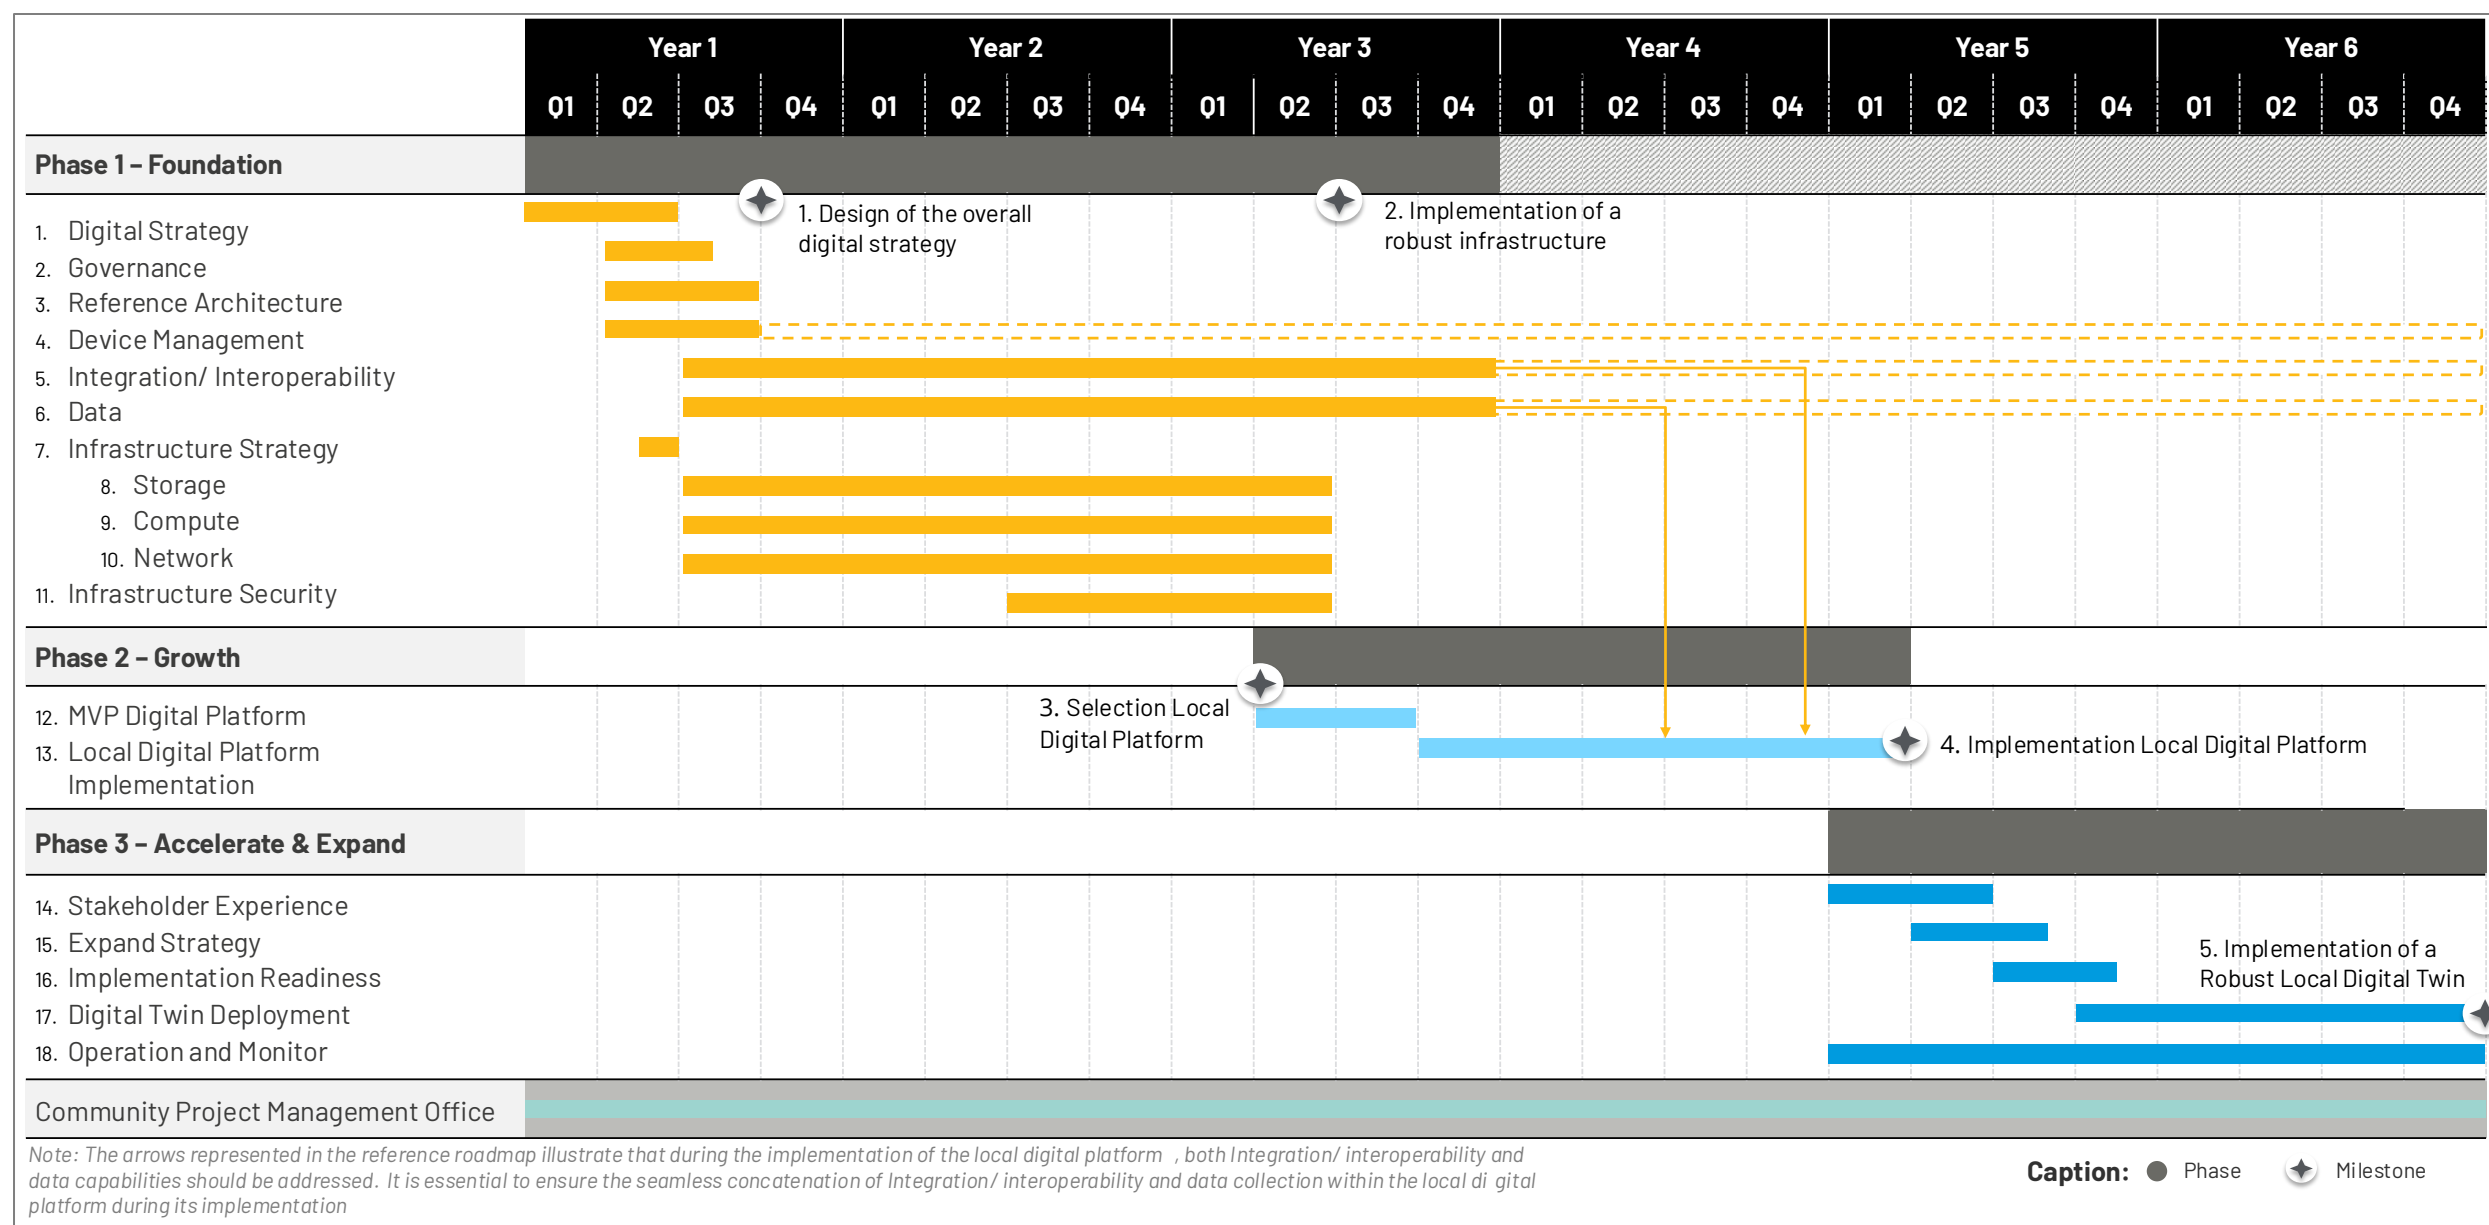 Year 1 Year 2 Year 3 Year 4 Year 5 Year 6
Q1 Q2 Q3 Q4 Q1 Q2 Q3 Q4 Q1 Q2 Q3 Q4 Q1 Q2 Q3 Q4 Q1 Q2 Q3 Q4 Q1 Q2 Q3 Q4
Phase 1 – Foundation
1. Digital Strategy
2. Governance
3. Reference Architecture
4. Device Management
5. Integration/ Interoperability
6. Data
7. Infrastructure Strategy
8. Storage
9. Compute
10. Network
11. Infrastructure Security
1. Design of the overall
digital strategy
2. Implementation of a
robust infrastructure
Phase 2 – Growth
12. MVP Digital Platform
13. Local Digital Platform
Implementation
3. Selection Local
Digital Platform
4. Implementation Local Digital Platform
Phase 3 – Accelerate & Expand
14. Stakeholder Experience
15. Expand Strategy
16. Implementation Readiness
17. Digital Twin Deployment
18. Operation and Monitor
5. Implementation of a
Robust Local Digital Twin
Community Project Management Office
Note: The arrows represented in the reference roadmap illustrate that during the implementation of the local digital platform , both Integration/ interoperability and
data capabilities should be addressed. It is essential to ensure the seamless concatenation of Integration/ interoperability and data collection within the local di gital
platform during its implementation
Caption: Phase Milestone